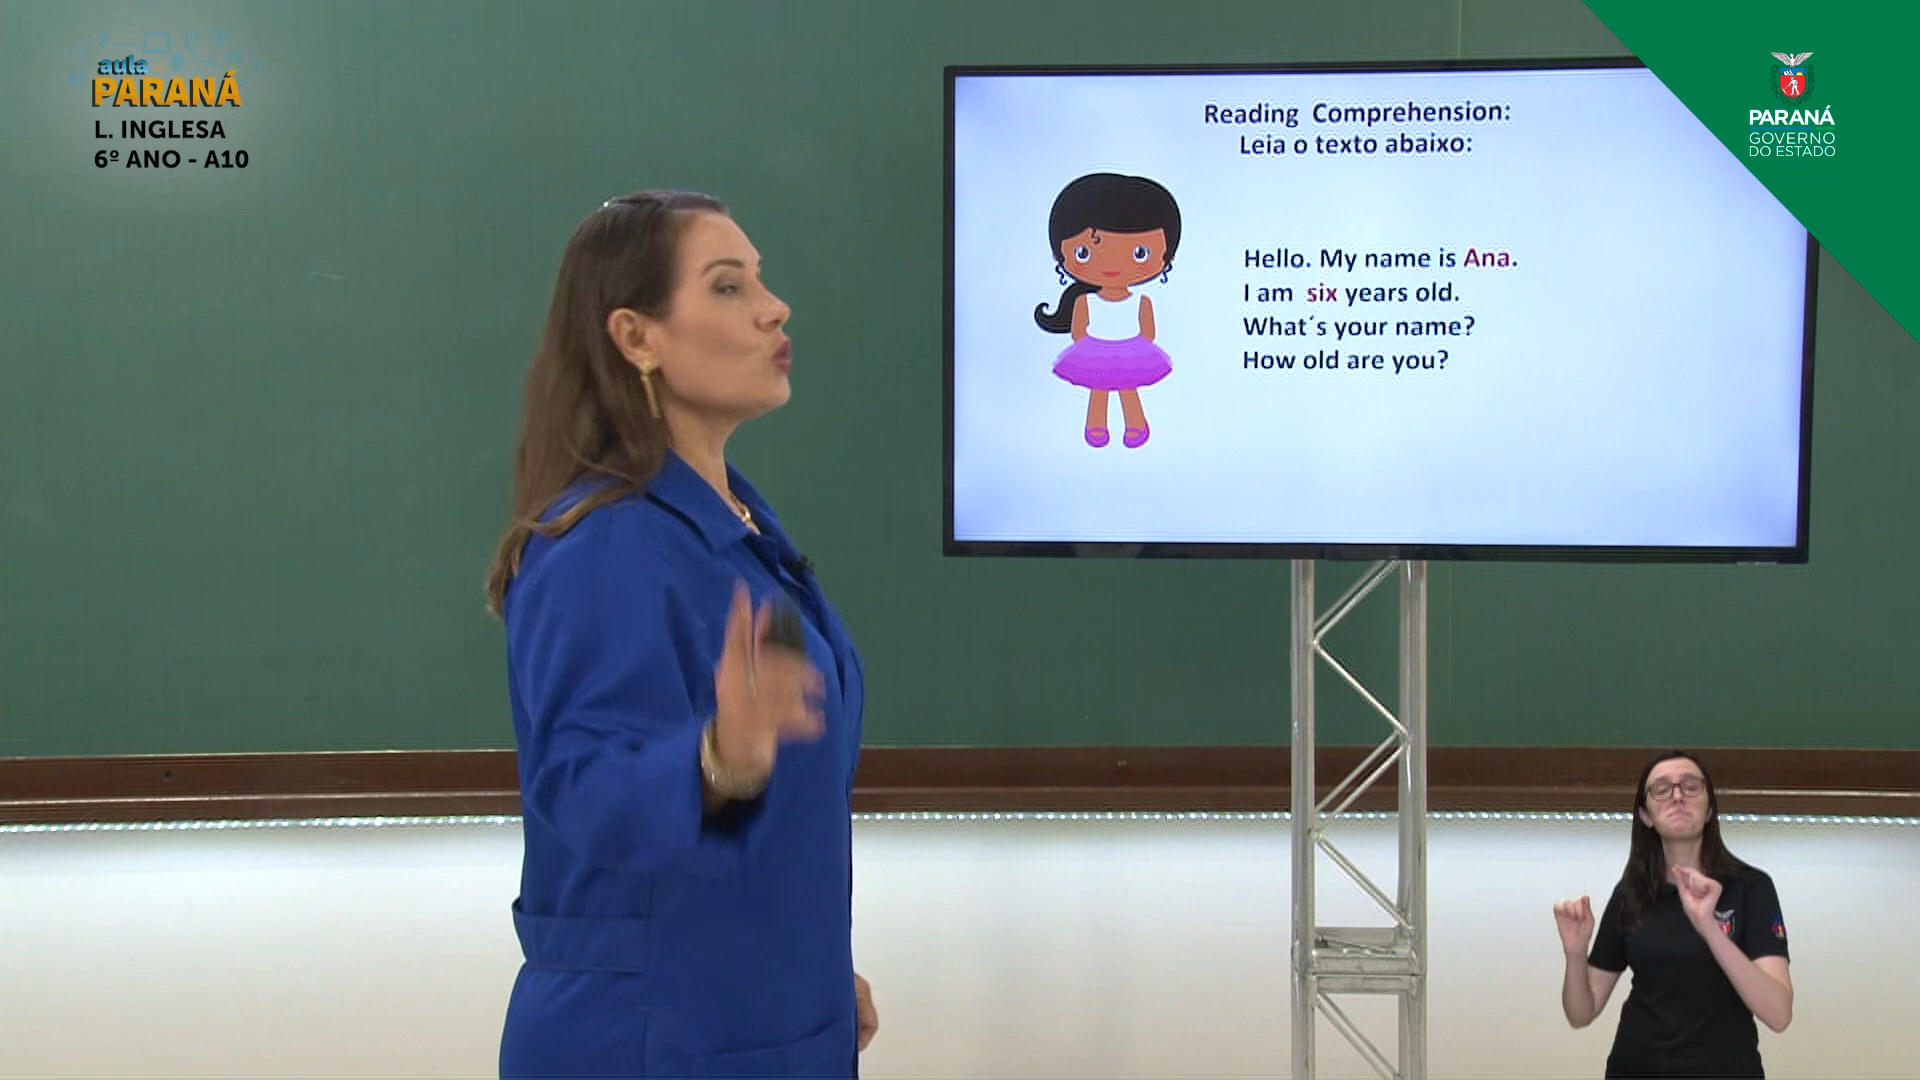 aula
PARANÁ
L. INGLESA
6º ANO - A10
Reading Comprehension:
Leia o texto abaixo:
Hello. My name is Ana.
I am six years old.
What´s your name?
How old are you?
PARANÁ
GOVERNO
DO ESTADO